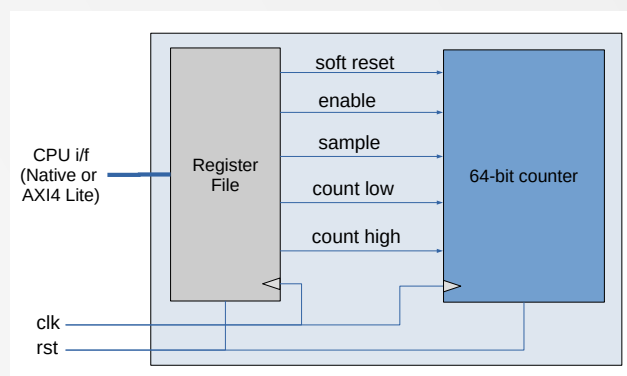 soft reset
enable
sample
count low
count high
CPU i/f
(Native or
AXI4 Lite)
Register
File
64-bit counter
clk
rst